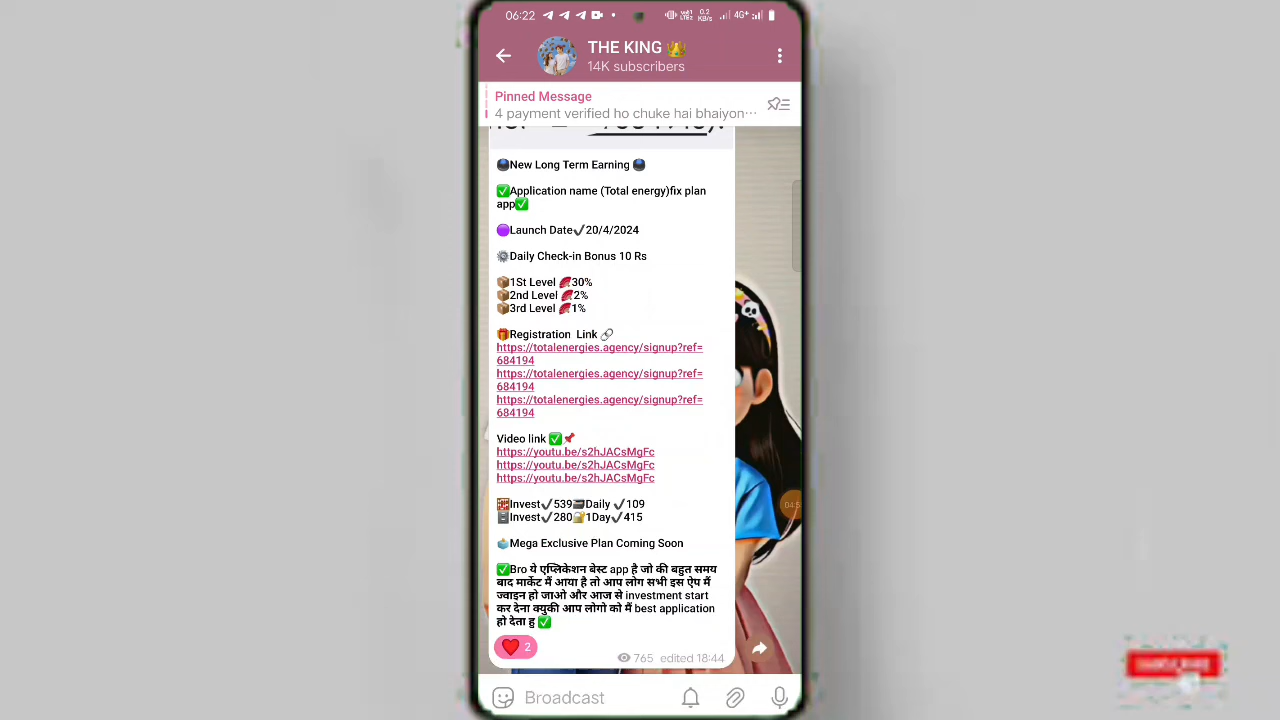 06:22
0.2 KB/s
4G+
THE KING 👑
14K subscribers
Pinned Message
4 payment verified ho chuke hai bhaiyon...
🔵New Long Term Earning 🔵
✅Application name (Total energy)fix plan
app✅
🟣Launch Date✔20/4/2024
⚙Daily Check-in Bonus 10 Rs
📦1St Level 🥓30%
📦2nd Level 🥓2%
📦3rd Level 🥓1%
🎁Registration Link 🔗
https://totalenergies.agency/signup?ref=
684194
https://totalenergies.agency/signup?ref=
684194
https://totalenergies.agency/signup?ref=
684194
Video link ✅📌
https://youtu.be/s2hJACsMgFc
https://youtu.be/s2hJACsMgFc
https://youtu.be/s2hJACsMgFc
🧮Invest✔539📼Daily ✔109
🗄Invest✔280🔐1Day✔415
🗳Mega Exclusive Plan Coming Soon
✅Bro ये एप्लिकेशन बेस्ट app है जो की बहुत समय
बाद मार्केट मैं आया है तो आप लोग सभी इस ऐप मैं
ज्वाइन हो जाओ और आज से investment start
कर देना क्युकी आप लोगो को मैं best application
हो देता हु ✅
❤ 2
765 edited 18:44
Broadcast